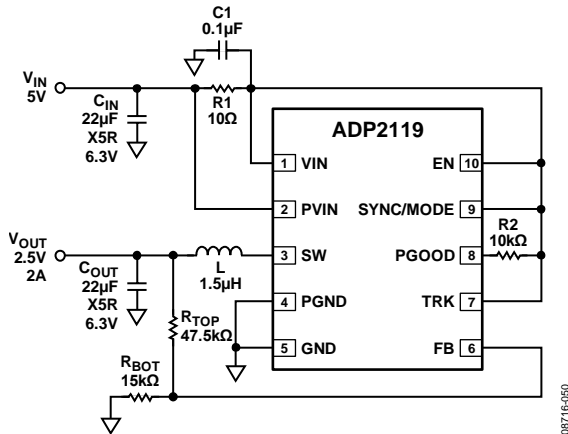 C1
0.1µF
VIN
5V
CIN
22µF
X5R
6.3V
R1
10Ω
ADP2119
1 VIN
EN 10
2 PVIN
SYNC/MODE 9
R2
10kΩ
VOUT
2.5V
2A
COUT
22µF
X5R
6.3V
L
1.5µH
3 SW
PGOOD 8
4 PGND
TRK 7
RTOP
47.5kΩ
5 GND
FB 6
RBOT
15kΩ
08716-050